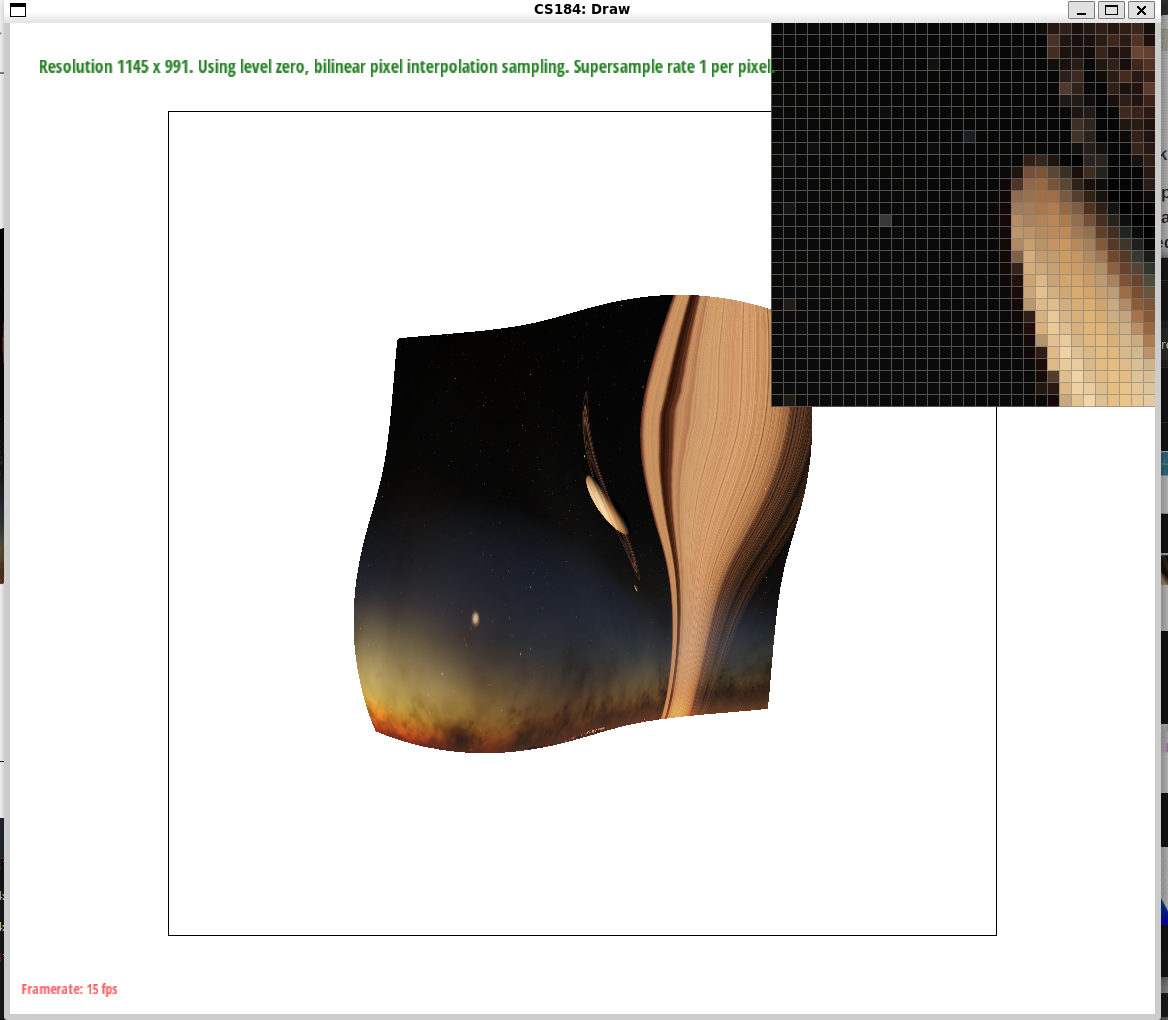 CS184: Draw
Resolution 1145 x 991. Using level zero, bilinear pixel interpolation sampling. Supersample rate 1 per pixel.
Framerate: 15 fps